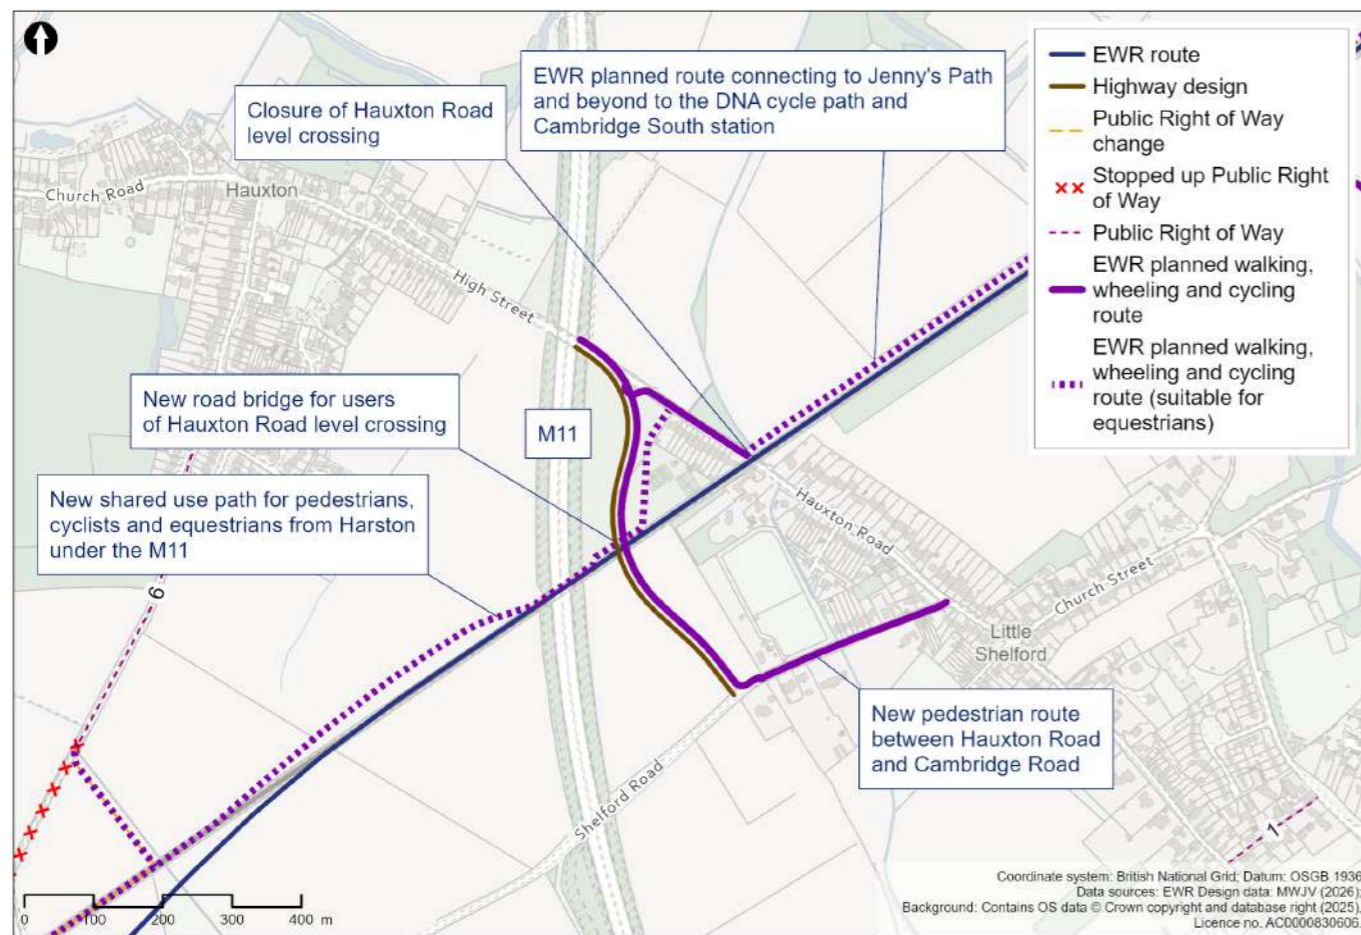 EWR planned route connecting to Jenny's Path
and beyond to the DNA cycle path and
Cambridge South station
Closure of Hauxton Road
level crossing
EWR route
Highway design
Public Right of Way
change
Stopped up Public Right
of Way
Public Right of Way
EWR planned walking,
wheeling and cycling
route
EWR planned walking,
wheeling and cycling
route (suitable for
equestrians)
Church Road
Hauxton
High Street
New road bridge for users
of Hauxton Road level crossing
M11
New shared use path for pedestrians,
cyclists and equestrians from Harston
under the M11
Hauxton Road
Church Street
Little
Shelford
6
New pedestrian route
between Hauxton Road
and Cambridge Road
Shelford Road
1
0 100 200 300 400 m
Coordinate system: British National Grid; Datum: OSGB 1936
Data sources: EWR Design data: MWJV (2026);
Background: Contains OS data © Crown copyright and database right (2025),
Licence no. AC0000830606.